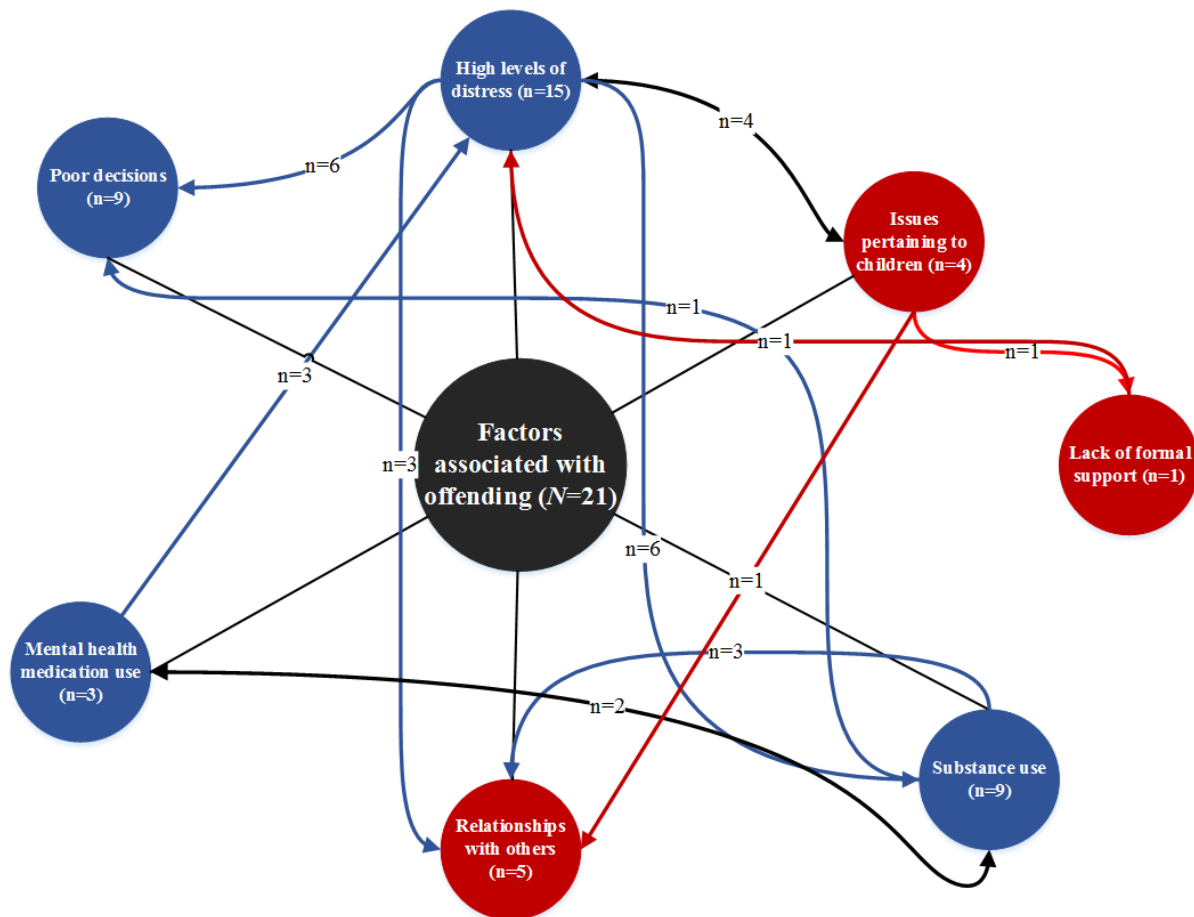 High levels of
distress (n=15)
n=4
Poor decisions
(n=9)
n=6
Issues
pertaining to
children (n=4)
n=1
n=1
n=1
n=3
Factors
associated with
offending (N=21)
n=3
Lack of formal
support (n=1)
n=6
n=1
Mental health
medication use
(n=3)
n=3
n=2
Substance use
(n=9)
Relationships
with others
(n=5)